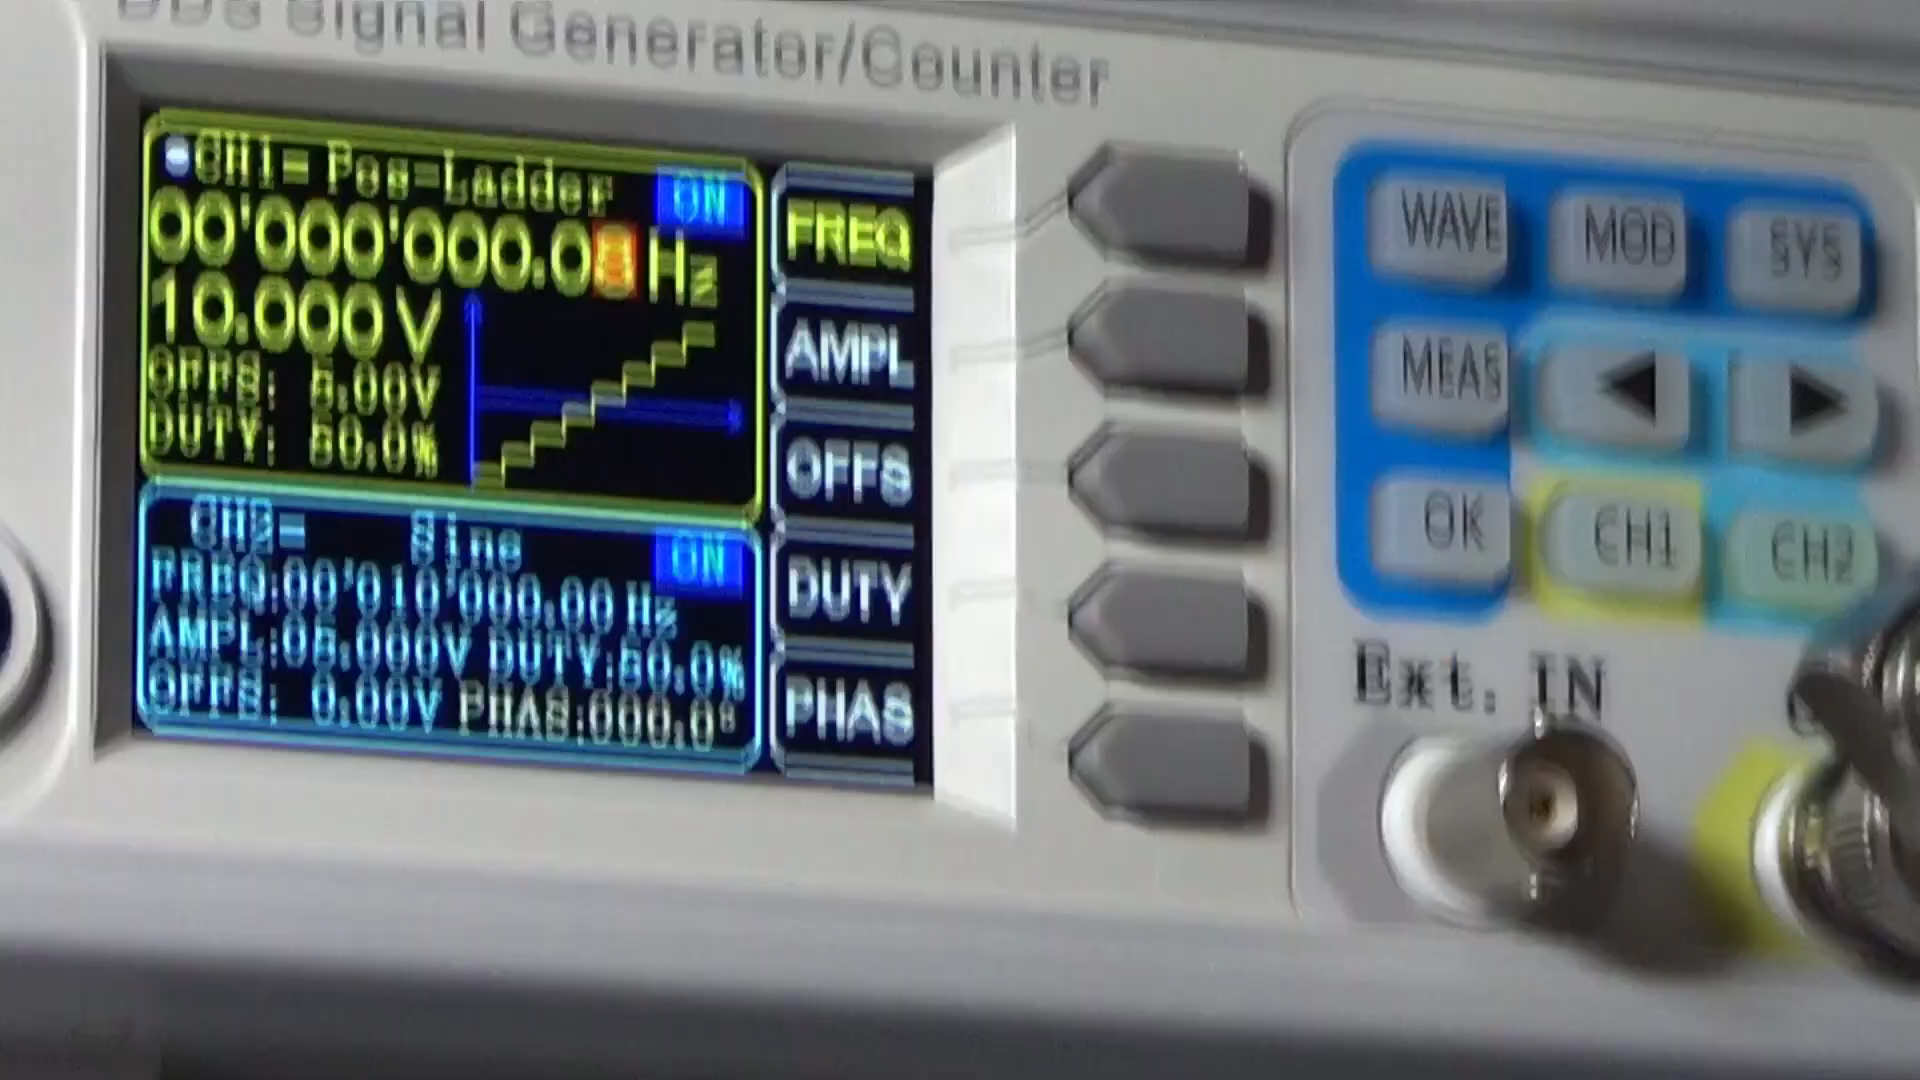 DDS Signal Generator/Counter
CH1= Pos-Ladder
ON
00'000'000.08 Hz
10.000 V
OFFS: 5.00V
DUTY: 50.0%
CH2= Sine
ON
FREQ:00'010'000.00 Hz
AMPL:05.000V DUTY:50.0%
OFFS: 0.00V PHAS:000.0°
FREQ
AMPL
OFFS
DUTY
PHAS
WAVE MOD SYS
MEAS
OK CH1 CH2
Ext. IN